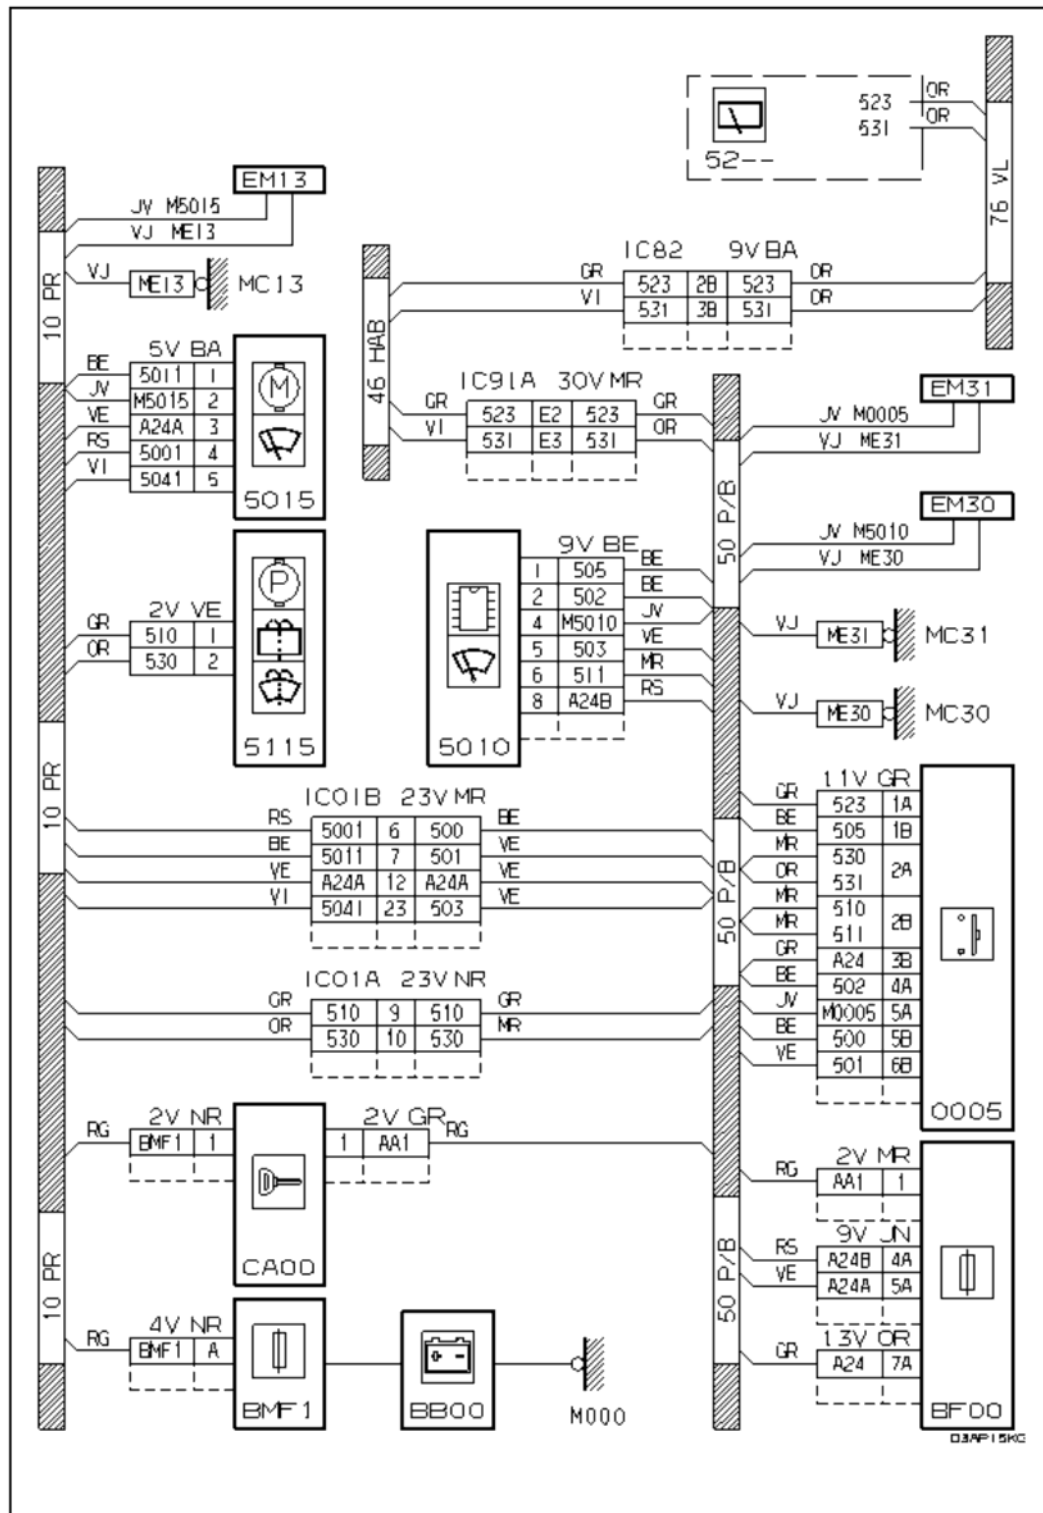 523 OR
531 OR
52--
76 VL
EM13
JV M5015
VJ ME13
VJ ME13 MC13
10 PR
IC82 9V BA
GR 523 2B 523 OR
VI 531 3B 531 OR
46 HAB
5V BA
BE 5011 1
JV M5015 2
VE A24A 3
RS 5001 4
VI 5041 5
5015
IC91A 30V MR
GR 523 E2 523 GR
VI 531 E3 531 OR
EM31
JV M0005
VJ ME31
50 P/B
EM30
JV M5010
VJ ME30
2V VE
GR 510 1
OR 530 2
5115
9V BE
1 505 BE
2 502 BE
4 M5010 JV
5 503 VE
6 511 MR
8 A24B RS
5010
VJ ME31 MC31
VJ ME30 MC30
10 PR
IC01B 23V MR
RS 5001 6 500 BE
BE 5011 7 501 VE
VE A24A 12 A24A VE
VI 5041 23 503 VE
50 P/B
11V GR
GR 523 1A
BE 505 1B
MR 530 2A
OR 531
MR 510 2B
MR 511
GR A24 3B
BE 502 4A
JV M0005 5A
BE 500 5B
VE 501 6B
0005
IC01A 23V NR
GR 510 9 510 GR
OR 530 10 530 MR
2V NR
RG BMF1 1
CA00
2V GR
1 AA1 RG
2V MR
RG AA1 1
9V JN
RS A24B 4A
VE A24A 5A
13V OR
GR A24 7A
BF00
10 PR
50 P/B
4V NR
RG BMF1 A
BMF1
BB00
M000
D3AP15KC